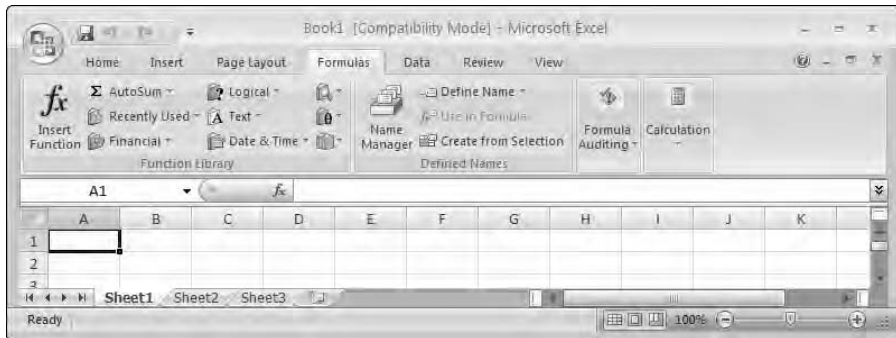 Book1 [Compatibility Mode] - Microsoft Excel
Home Insert Page Layout Formulas Data Review View
fx Insert Function
Σ AutoSum
Recently Used
Financial
Logical
A Text
Date & Time
Function Library
Name Manager
Define Name
Use in Formula
Create from Selection
Defined Names
Formula Auditing
Calculation
A1 fx
A B C D E F G H I J K
1
2
3
Sheet1 Sheet2 Sheet3
Ready 100%